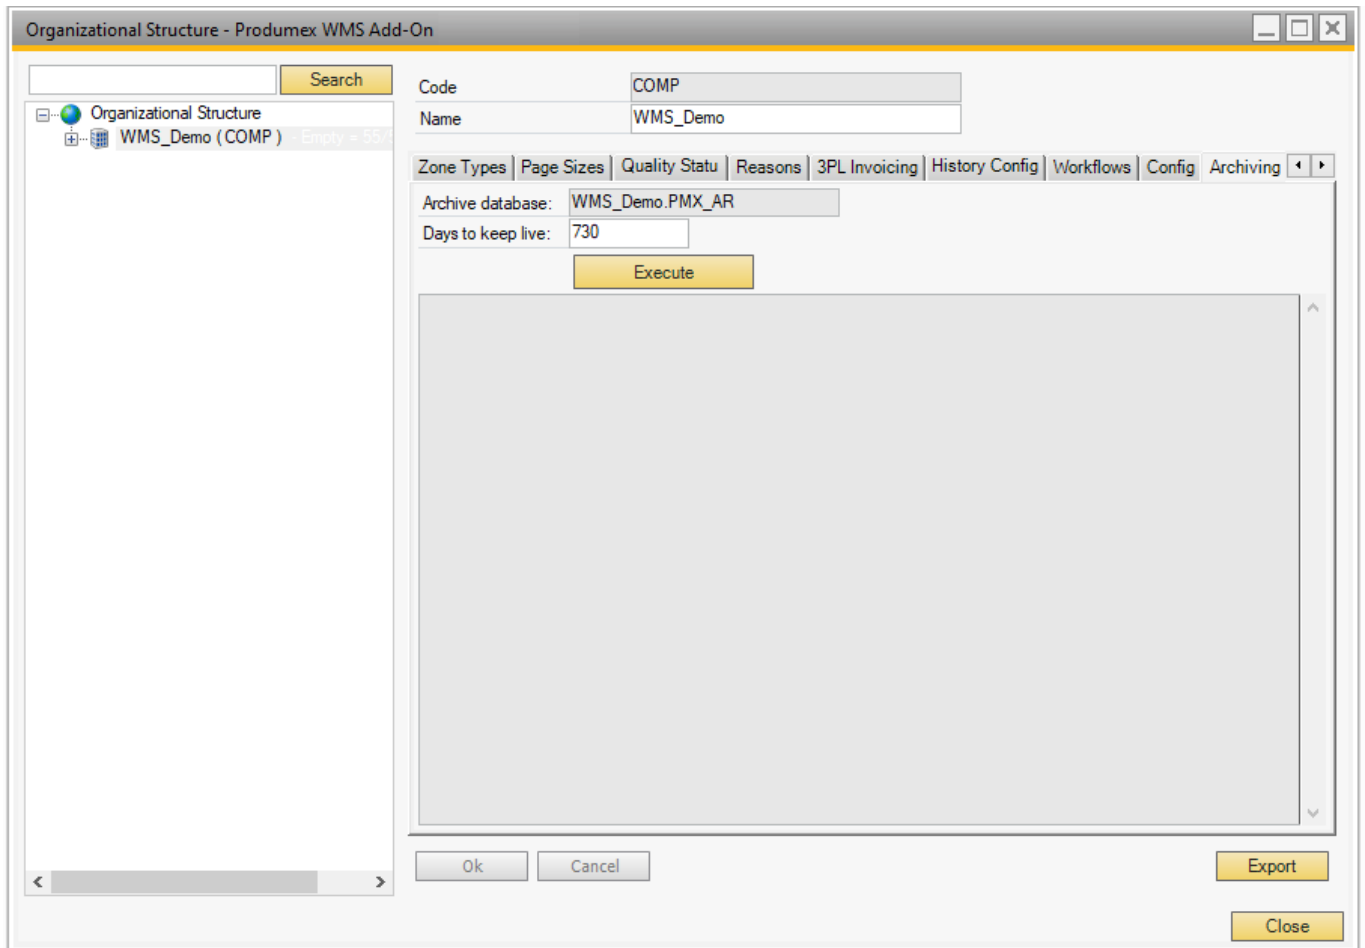 Organizational Structure - Produmex WMS Add-On
Search
Organizational Structure
WMS_Demo ( COMP ) - Empty = 55/
Code COMP
Name WMS_Demo
Zone Types Page Sizes Quality Statu Reasons 3PL Invoicing History Config Workflows Config Archiving
Archive database: WMS_Demo.PMX_AR
Days to keep live: 730
Execute
Ok Cancel Export
Close